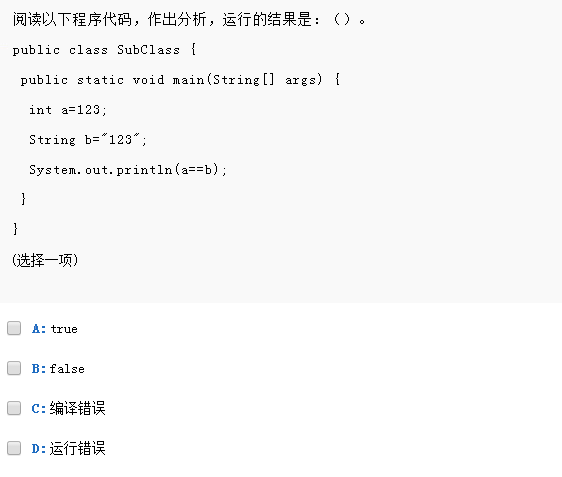 阅读以下程序代码，作出分析，运行的结果是：（ ）。
public class SubClass {
public static void main(String[] args) {
int a=123;
String b="123";
System.out.println(a==b);
}
}
(选择一项)
A:true
B:false
C:编译错误
D:运行错误